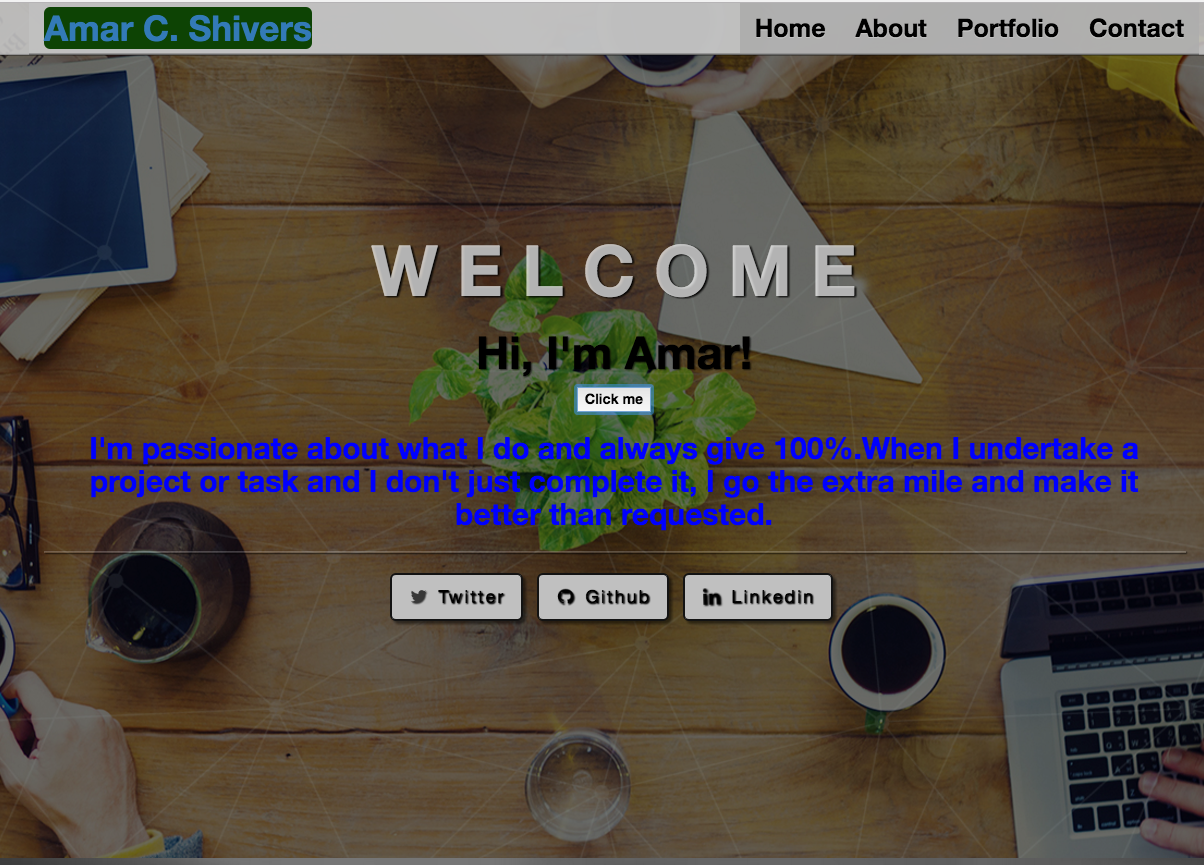 Amar C. Shivers
Home About Portfolio Contact
WELCOME
Hi, I'm Amar!
Click me
I'm passionate about what I do and always give 100%.When I undertake a
project or task and I don't just complete it, I go the extra mile and make it
better than requested.
Twitter Github Linkedin